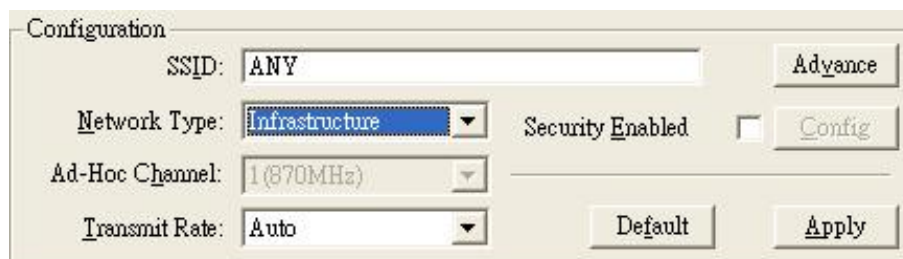 Configuration
SSID: ANY Advance
Network Type: Infrastructure Security Enabled Config
Ad-Hoc Channel: 1(870MHz)
Transmit Rate: Auto Default Apply